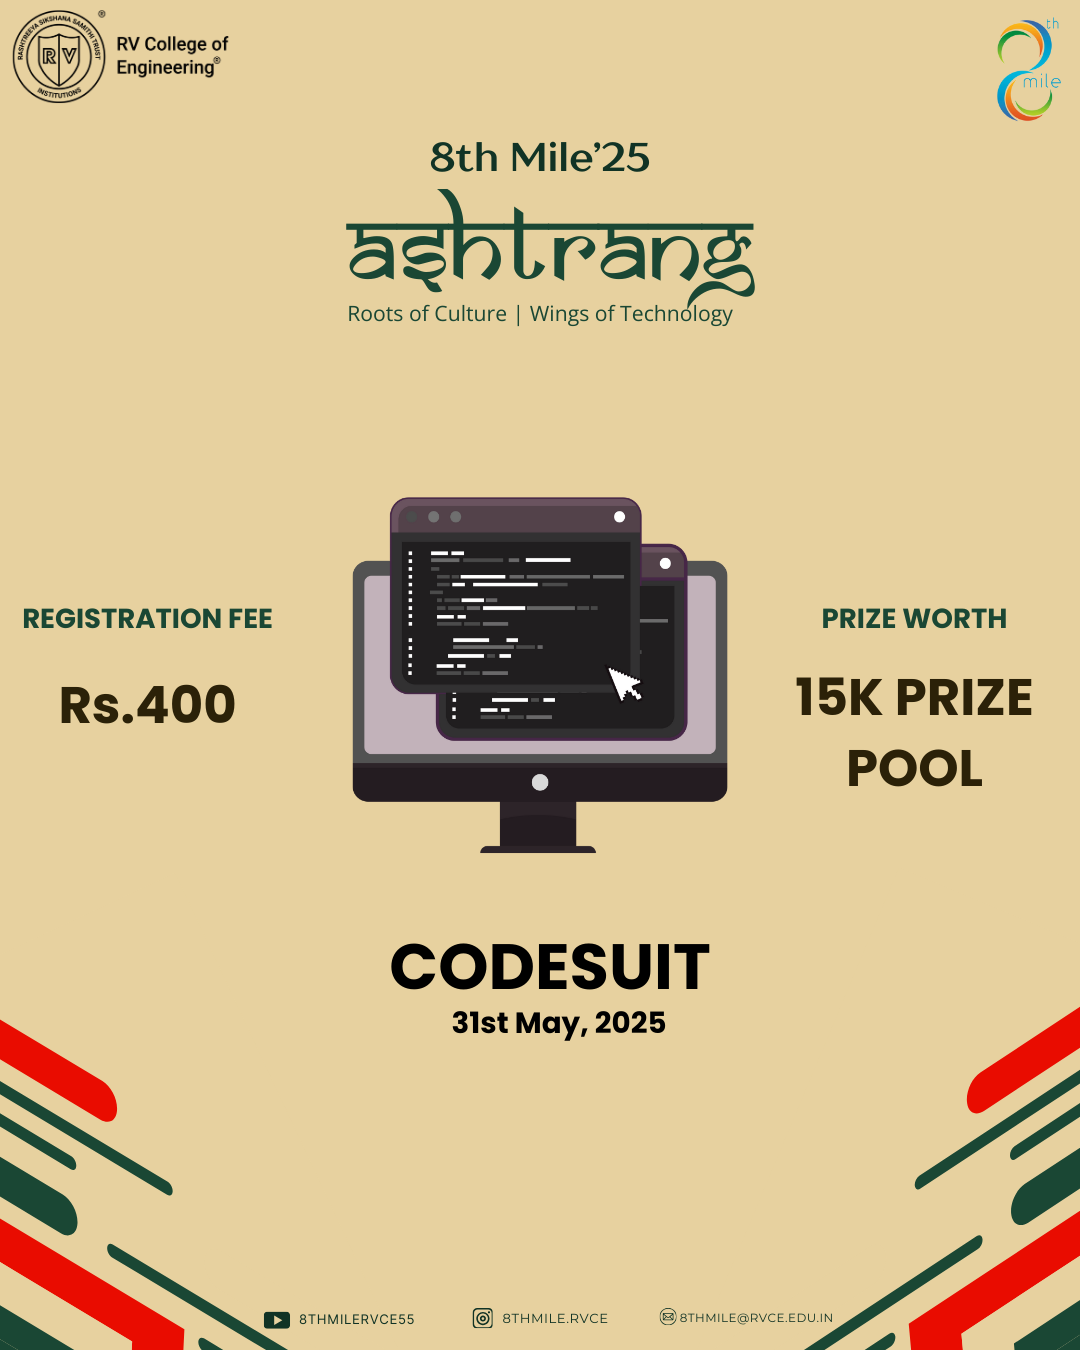 RASHTREEYA SIKSHANA SAMITHI TRUST
RV
INSTITUTIONS
®
RV College of
Engineering®
th
mile
8th Mile’25
ashtrang
Roots of Culture | Wings of Technology
REGISTRATION FEE
Rs.400
PRIZE WORTH
15K PRIZE
POOL
CODESUIT
31st May, 2025
8THMILERVCE55
8THMILE.RVCE
8THMILE@RVCE.EDU.IN